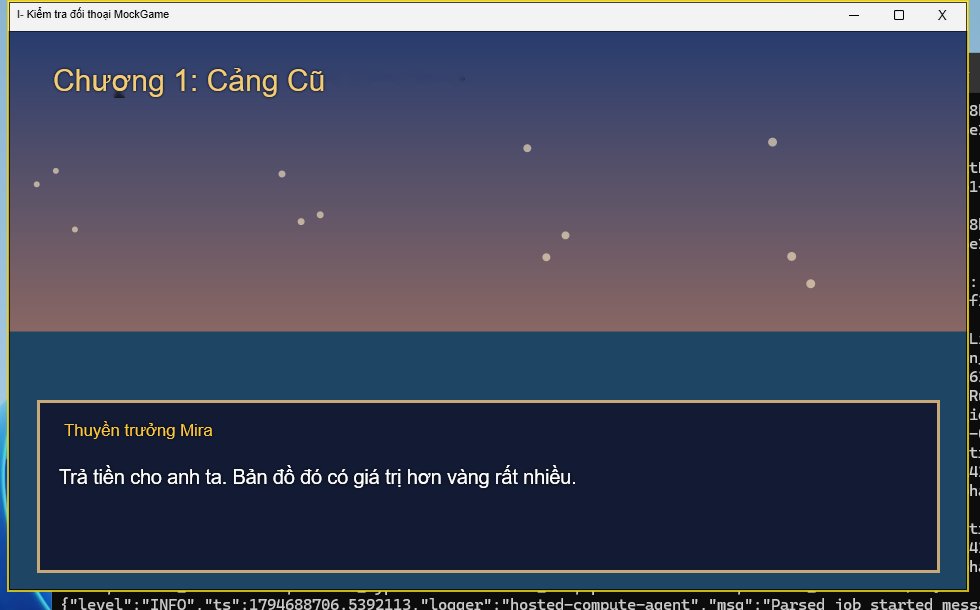 I- Kiểm tra đối thoại MockGame
Chương 1: Cảng Cũ
Thuyền trưởng Mira
Trả tiền cho anh ta. Bản đồ đó có giá trị hơn vàng rất nhiều.
{"level":"INFO","ts":1794688706.5392113,"logger":"hosted-compute-agent","msg":"Parsed job started mes